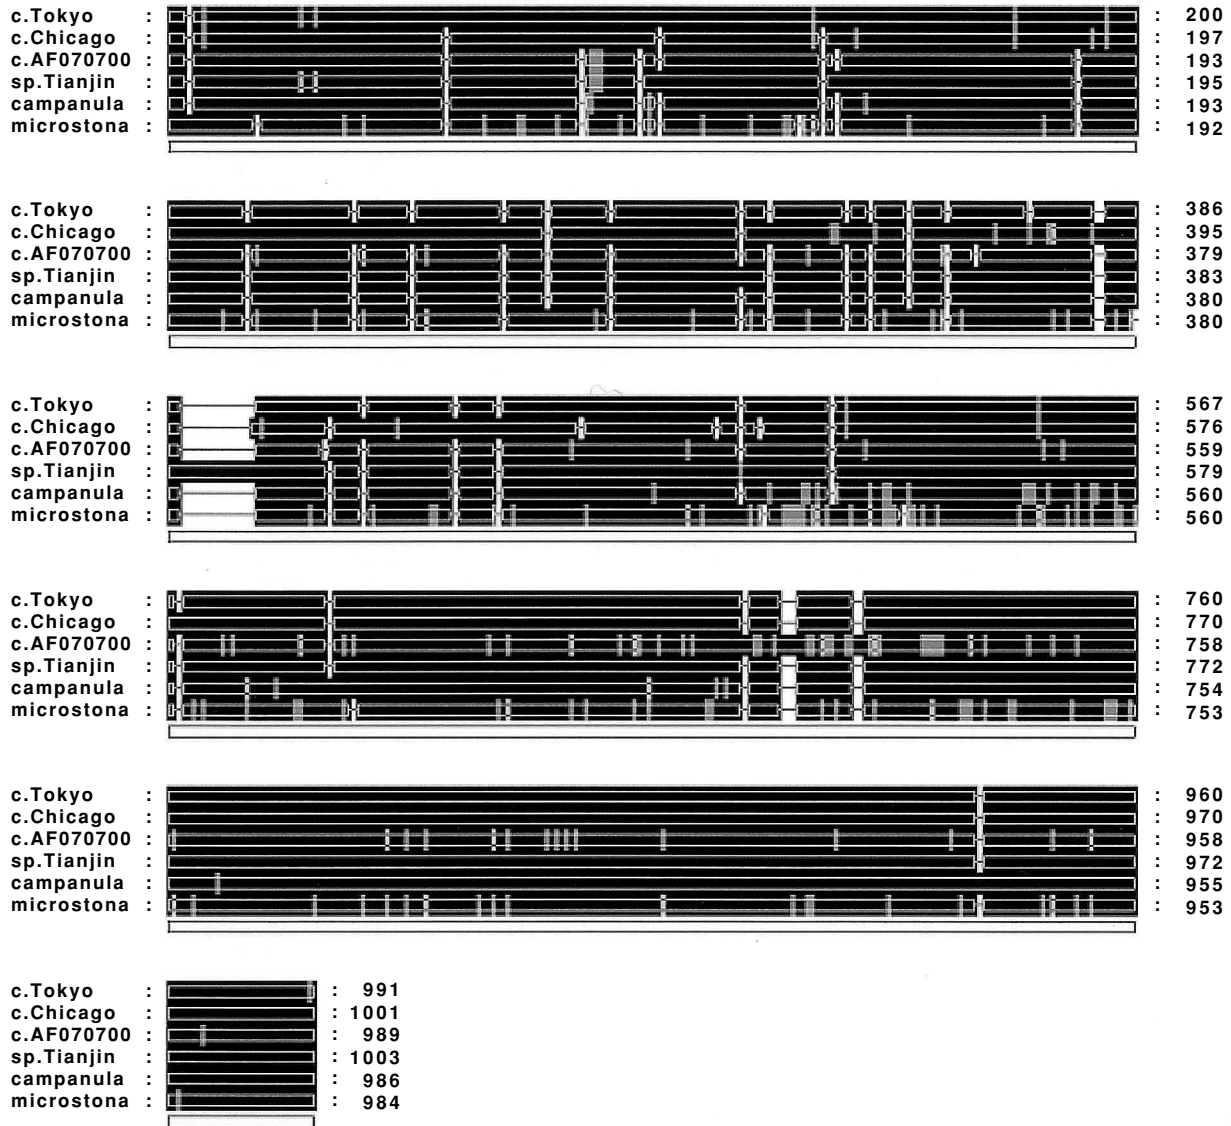 c.Tokyo : : 200
c.Chicago : : 197
c.AF070700 : : 193
sp.Tianjin : : 195
campanula : : 193
microstona : : 192
c.Tokyo : : 386
c.Chicago : : 395
c.AF070700 : : 379
sp.Tianjin : : 383
campanula : : 380
microstona : : 380
c.Tokyo : : 567
c.Chicago : : 576
c.AF070700 : : 559
sp.Tianjin : : 579
campanula : : 560
microstona : : 560
c.Tokyo : : 760
c.Chicago : : 770
c.AF070700 : : 758
sp.Tianjin : : 772
campanula : : 754
microstona : : 753
c.Tokyo : : 960
c.Chicago : : 970
c.AF070700 : : 958
sp.Tianjin : : 972
campanula : : 955
microstona : : 953
c.Tokyo : : 991
c.Chicago : : 1001
c.AF070700 : : 989
sp.Tianjin : : 1003
campanula : : 986
microstona : : 984